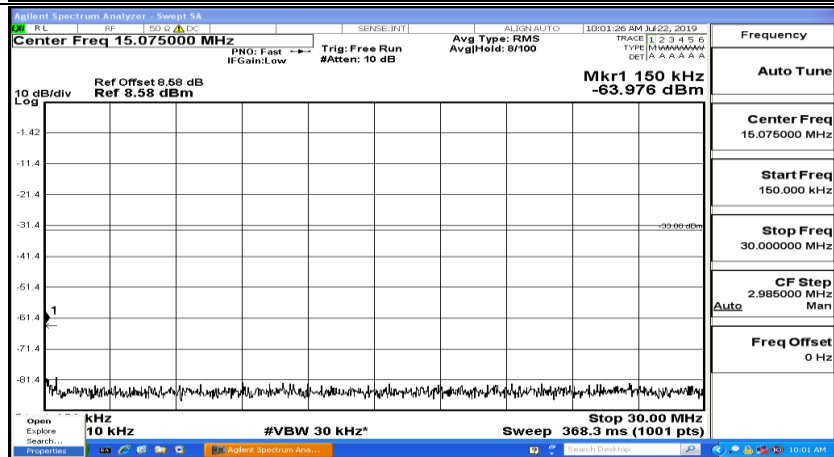 Agilent Spectrum Analyzer - Swept SA
LXI RL RF 50 Ω DC SENSE:INT ALIGN AUTO 10:01:26 AM Jul 22, 2019
Center Freq 15.075000 MHz
PNO: Fast
IFGain:Low
Trig: Free Run
#Atten: 10 dB
Avg Type: RMS
Avg|Hold: 8/100
TRACE 1 2 3 4 5 6
TYPE M W W W W W
DET A A A A A A
Mkr1 150 kHz
-63.976 dBm
Ref Offset 8.58 dB
Ref 8.58 dBm
10 dB/div
Log
-1.42
-11.4
-21.4
-31.4
-33.00 dBm
-41.4
-51.4
-61.4
1
-71.4
-81.4
kHz
10 kHz
#VBW 30 kHz*
Stop 30.00 MHz
Sweep 368.3 ms (1001 pts)
Frequency
Auto Tune
Center Freq
15.075000 MHz
Start Freq
150.000 kHz
Stop Freq
30.000000 MHz
CF Step
2.985000 MHz
Auto Man
Freq Offset
0 Hz
Open
Explore
Search...
Properties
Agilent Spectrum Ana...
Search Desktop
10:01 AM